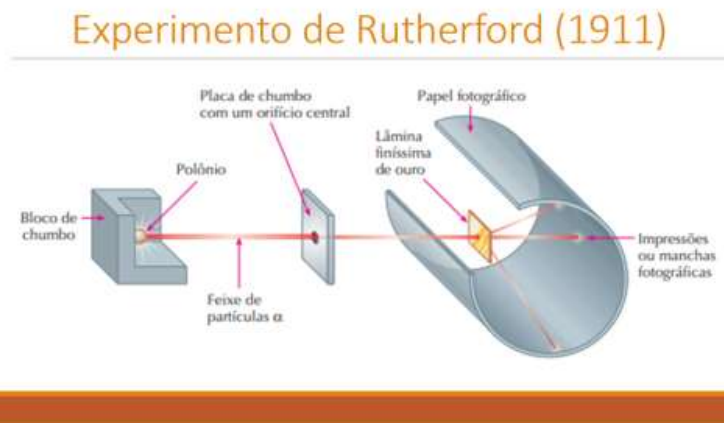 Experimento de Rutherford (1911)
Placa de chumbo
com um orifício central
Papel fotográfico
Lâmina
finíssima
de ouro
Polônio
Bloco de
chumbo
Impressões
ou manchas
fotográficas
Feixe de
partículas α